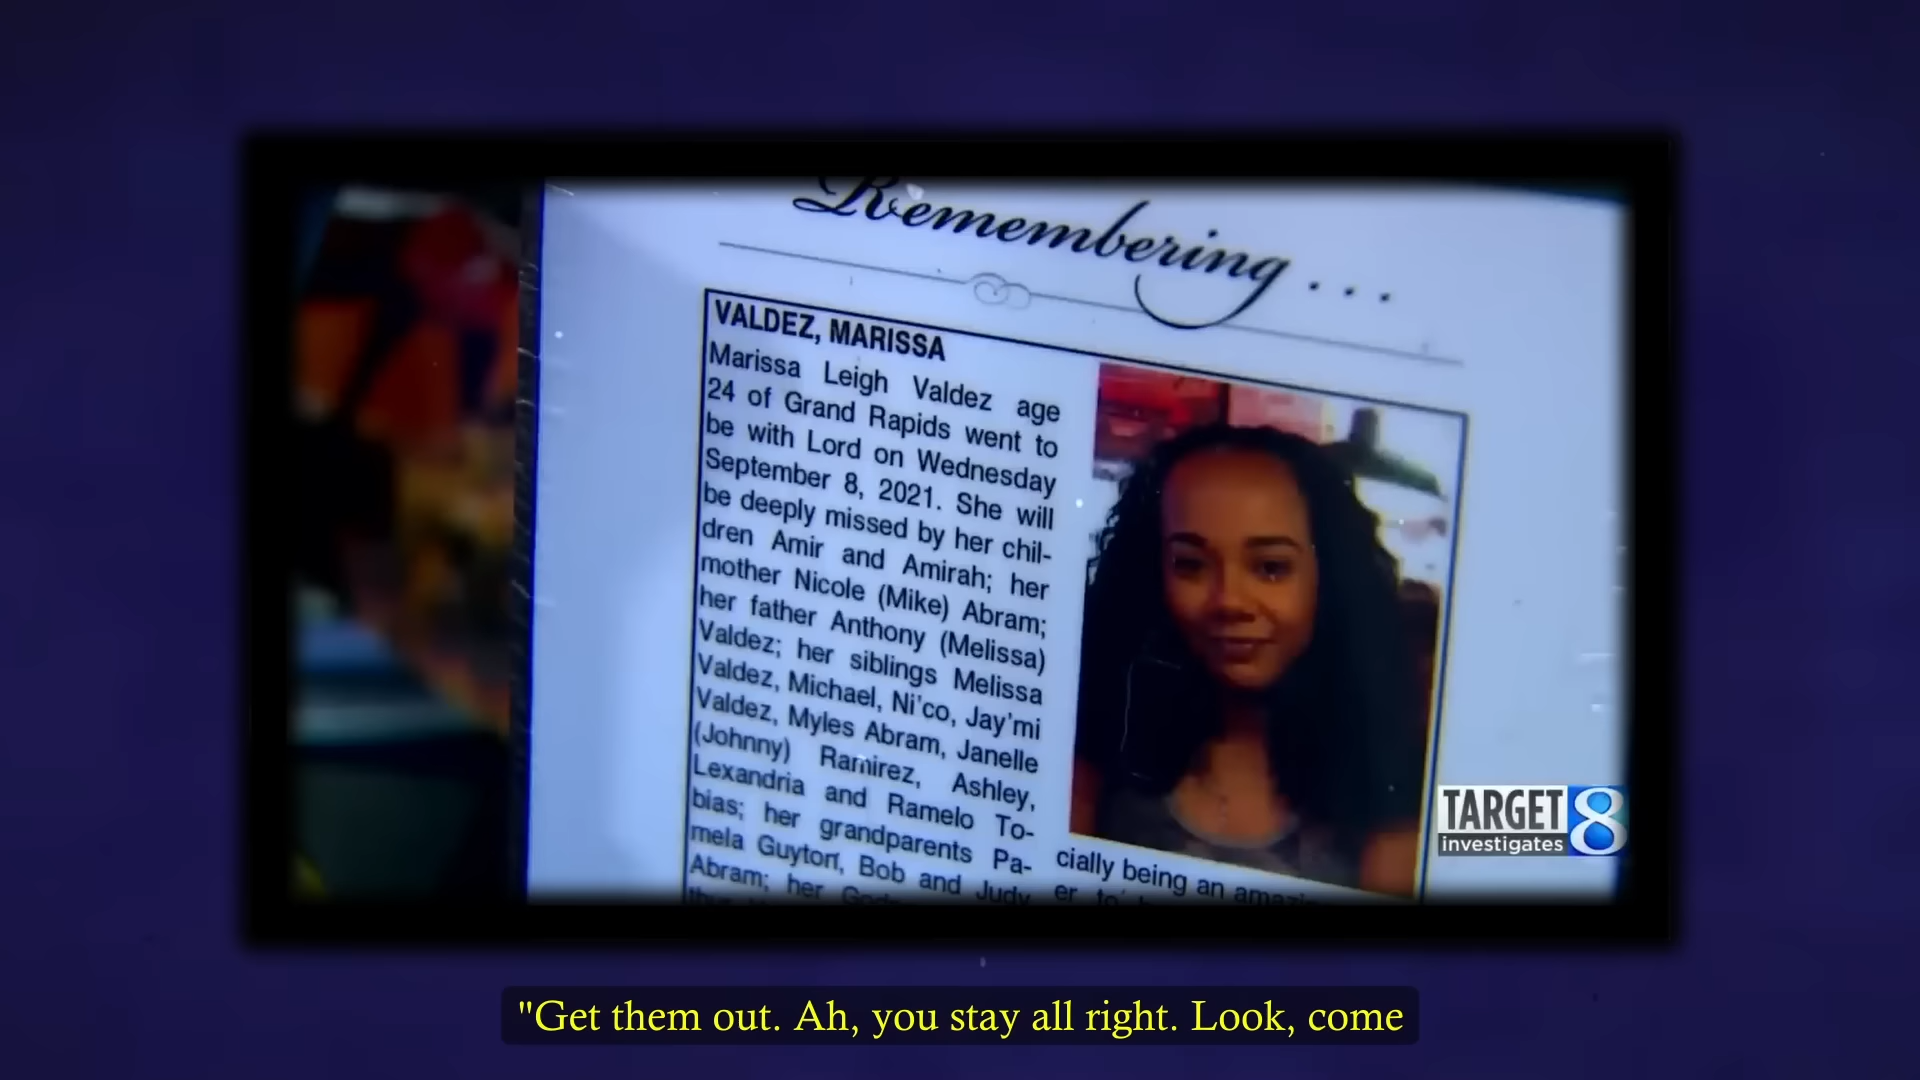 Remembering . . .
VALDEZ, MARISSA
Marissa Leigh Valdez age
24 of Grand Rapids went to
be with Lord on Wednesday
September 8, 2021. She will
be deeply missed by her chil-
dren Amir and Amirah; her
mother Nicole (Mike) Abram;
her father Anthony (Melissa)
Valdez; her siblings Melissa
Valdez, Michael, Ni'co, Jay'mi
Valdez, Myles Abram, Janelle
(Johnny) Ramirez, Ashley,
Lexandria and Ramelo To-
bias; her grandparents Pa-
mela Guyton, Bob and Judy
Abram; her
cially being an
er to
TARGET 8
investigates
"Get them out. Ah, you stay all right. Look, come